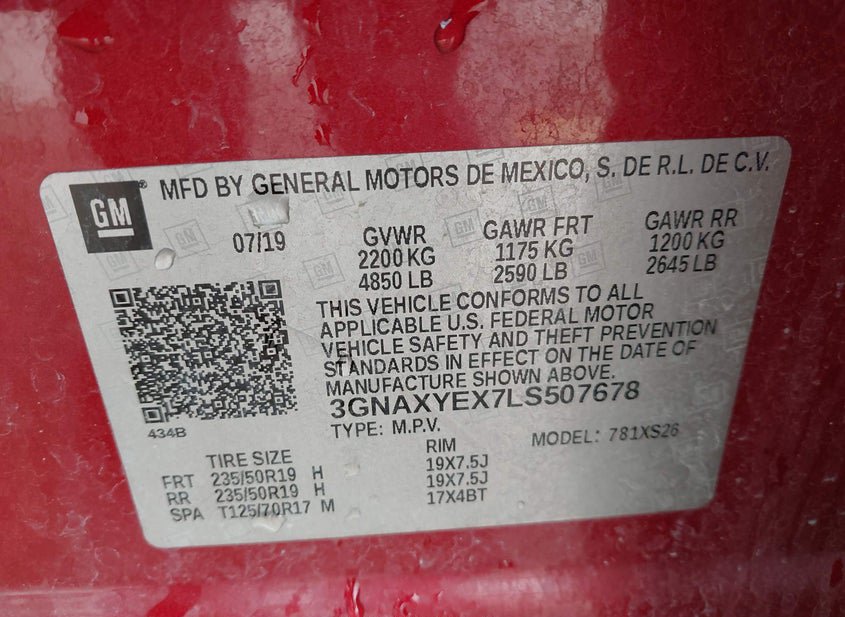 GM ® MFD BY GENERAL MOTORS DE MEXICO, S. DE R.L. DE C.V.
07/19 GVWR GAWR FRT GAWR RR
2200 KG 1175 KG 1200 KG
4850 LB 2590 LB 2645 LB
THIS VEHICLE CONFORMS TO ALL
APPLICABLE U.S. FEDERAL MOTOR
VEHICLE SAFETY AND THEFT PREVENTION
STANDARDS IN EFFECT ON THE DATE OF
MANUFACTURE SHOWN ABOVE.
3GNAXYEX7LS507678
434B
TYPE: M.P.V. MODEL: 781XS26
TIRE SIZE RIM
FRT 235/50R19 H 19X7.5J
RR 235/50R19 H 19X7.5J
SPA T125/70R17 M 17X4BT